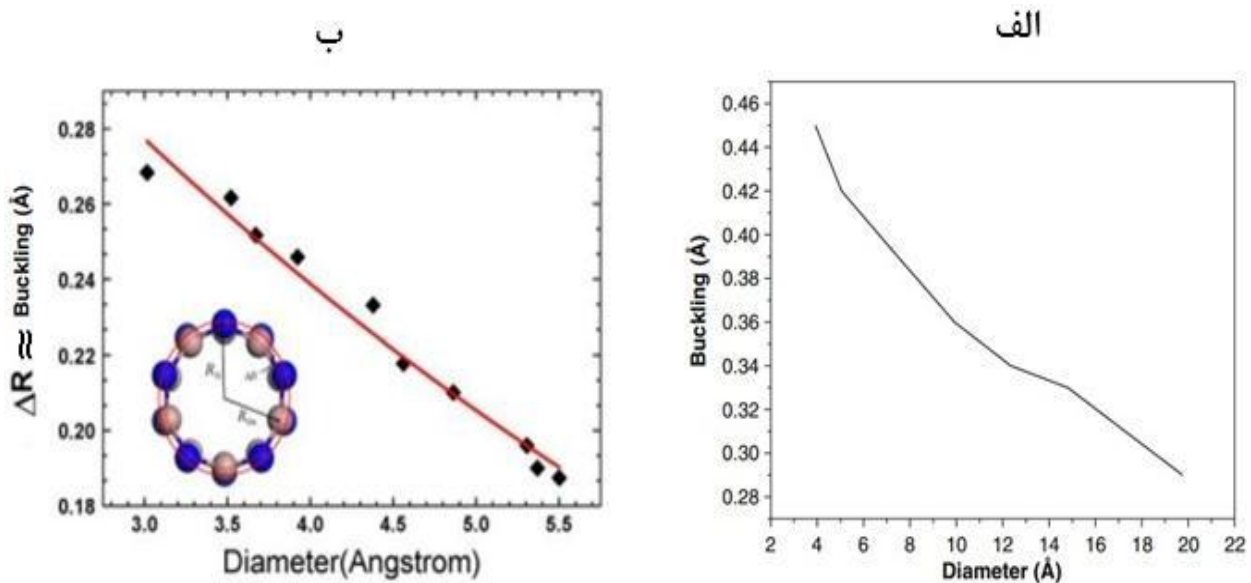 ب
0.28
0.26
0.24
0.22
0.20
0.18
ΔR ≈ Buckling (Å)
3.0 3.5 4.0 4.5 5.0 5.5
Diameter(Angstrom)
الف
0.46
0.44
0.42
0.40
0.38
0.36
0.34
0.32
0.30
0.28
Buckling (Å)
2 4 6 8 10 12 14 16 18 20 22
Diameter (Å)